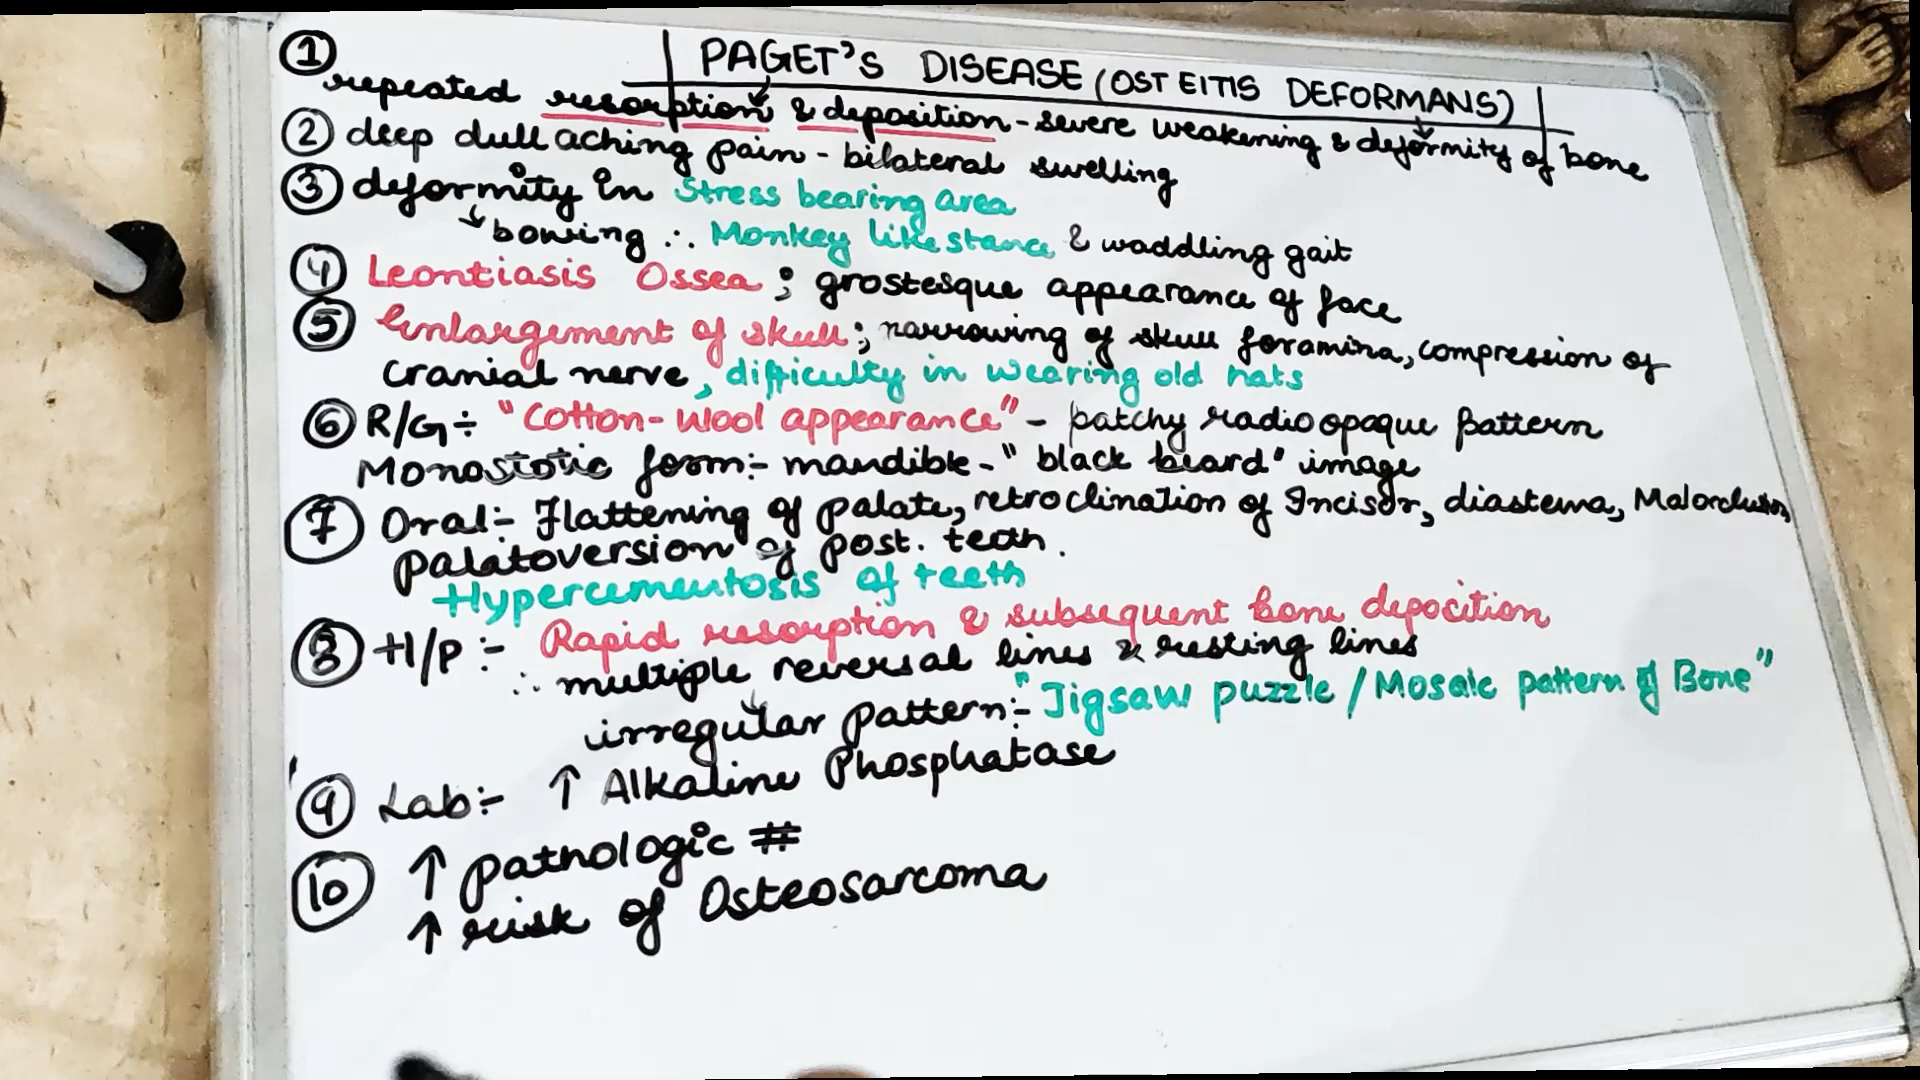 PAGET'S DISEASE (OSTEITIS DEFORMANS)
① repeated resorption & deposition - severe weakening & deformity of bone
② deep dull aching pain - bilateral swelling
③ deformity in stress bearing area
↓ bowing ∴ Monkey like stance & waddling gait
④ Leontiasis Ossea ; grostesque appearance of face
⑤ Enlargement of skull ; narrowing of skull foramina, compression of
cranial nerve, difficulty in wearing old hats
⑥ R/G÷ "Cotton-Wool appearance" - patchy radioopaque pattern
Monostotic form:- mandible - "black beard" image
⑦ Oral:- Flattening of palate, retroclination of Incisor, diastema, Malocclusion,
palatoversion of post. teeth.
Hypercementosis of teeth
⑧ H/P :- Rapid resorption & subsequent bone deposition
∴ multiple reversal lines & resting lines
↓
irregular pattern:- "Jigsaw puzzle / Mosaic pattern of Bone"
⑨ Lab:- ↑ Alkaline Phosphatase
⑩ ↑ pathologic #
↑ risk of Osteosarcoma